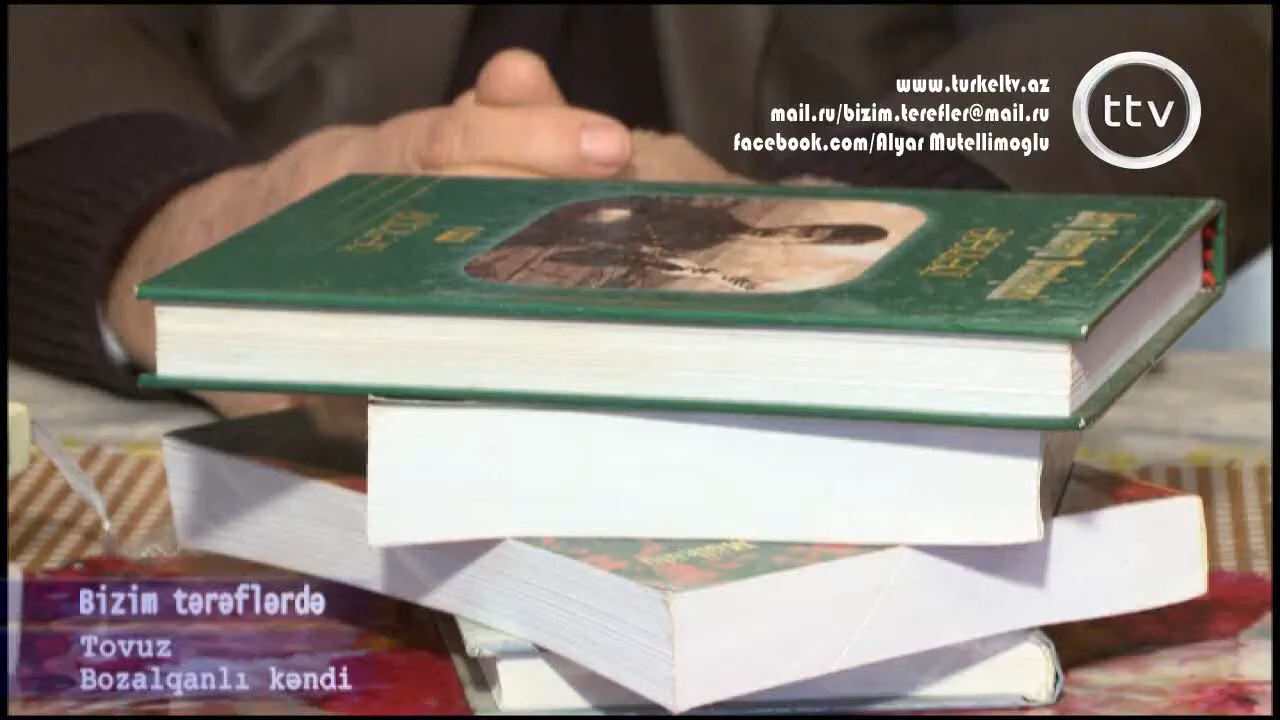 www.turkeltv.az
mail.ru/bizim.terefler@mail.ru
facebook.com/Alyar Mutellimoglu
ttv
Bizim tərəflərdə
Tovuz
Bozalqanlı kəndi